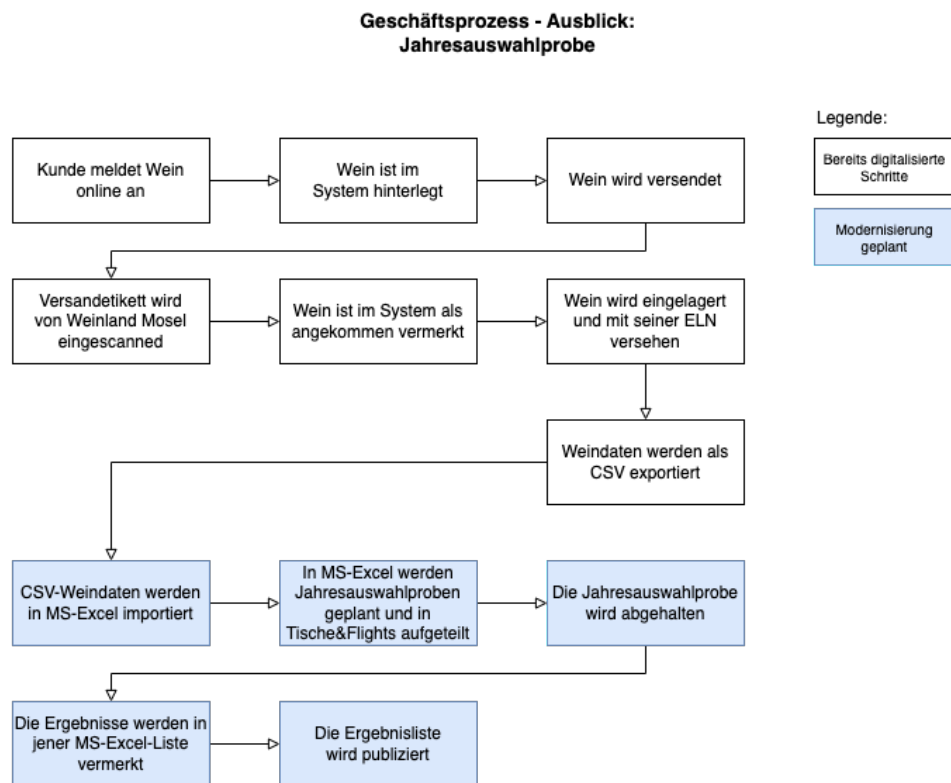 Geschäftsprozess - Ausblick:
Jahresauswahlprobe
Legende:
Bereits digitalisierte
Schritte
Modernisierung
geplant
Kunde meldet Wein
online an
Wein ist im
System hinterlegt
Wein wird versendet
Versandetikett wird
von Weinland Mosel
eingescanned
Wein ist im System als
angekommen vermerkt
Wein wird eingelagert
und mit seiner ELN
versehen
Weindaten werden als
CSV exportiert
CSV-Weindaten werden
in MS-Excel importiert
In MS-Excel werden
Jahresauswahlproben
geplant und in
Tische&Flights aufgeteilt
Die Jahresauswahlprobe
wird abgehalten
Die Ergebnisse werden in
jener MS-Excel-Liste
vermerkt
Die Ergebnisliste
wird publiziert